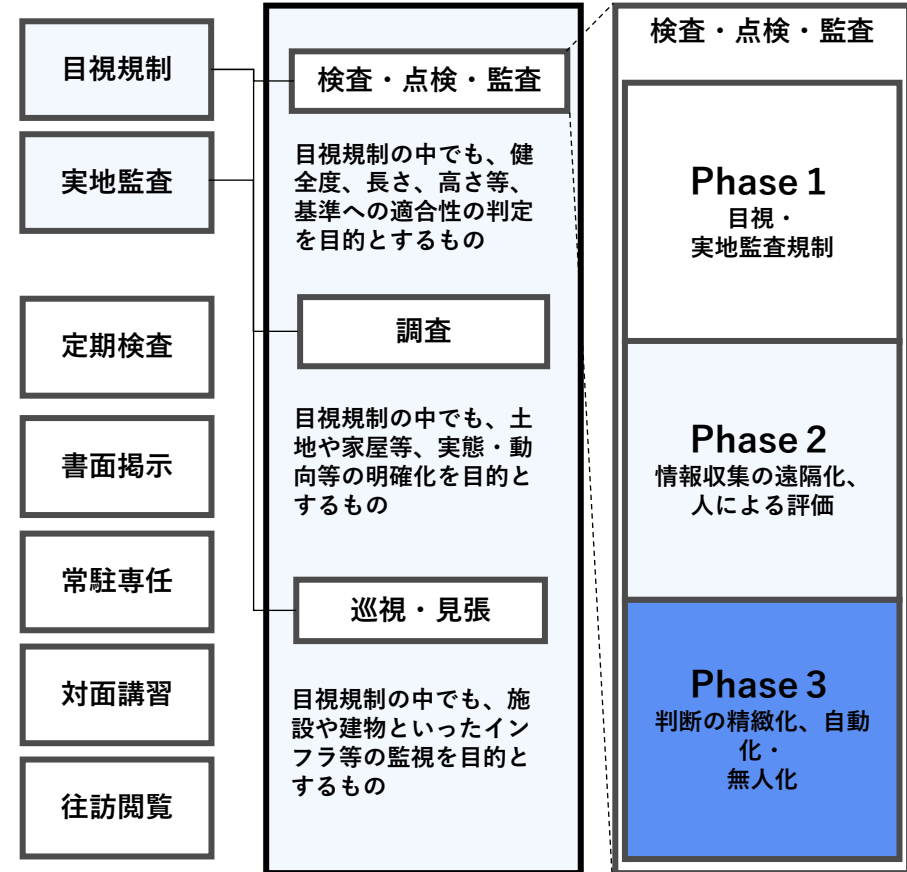 目視規制
実地監査
定期検査
書面掲示
常駐専任
対面講習
往訪閲覧
検査・点検・監査
目視規制の中でも、健
全度、長さ、高さ等、
基準への適合性の判定
を目的とするもの
調査
目視規制の中でも、土
地や家屋等、実態・動
向等の明確化を目的と
するもの
巡視・見張
目視規制の中でも、施
設や建物といったイン
フラ等の監視を目的と
するもの
検査・点検・監査
Phase 1
目視・
実地監査規制
Phase 2
情報収集の遠隔化、
人による評価
Phase 3
判断の精緻化、自動
化・
無人化